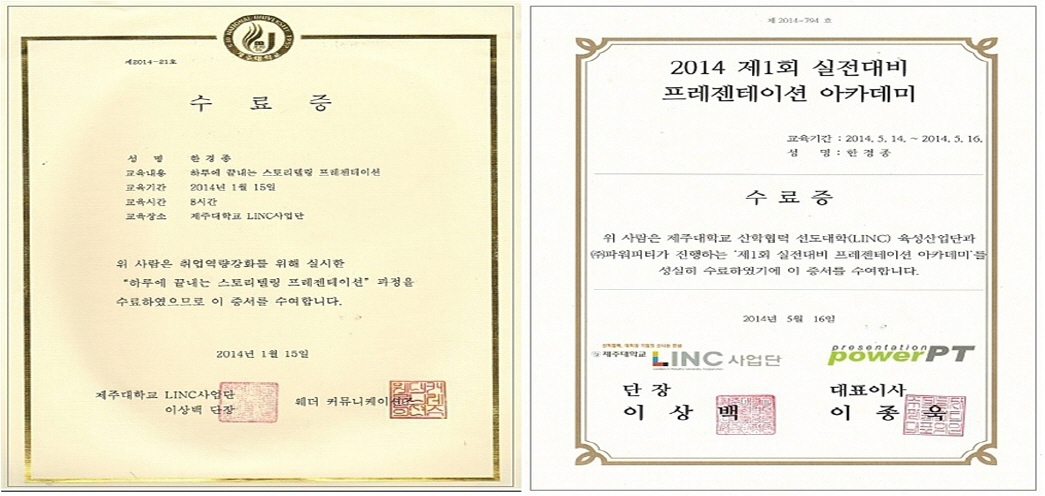 제2014-21호
수 료 증
성 명 한 경 종
교육내용 하루에 끝내는 스토리텔링 프레젠테이션
교육기간 2014년 1월 15일
교육시간 8시간
교육장소 제주대학교 LINC사업단
위 사람은 취업역량강화를 위해 실시한
"하루에 끝내는 스토리텔링 프레젠테이션" 과정을
수료하였으므로 이 증서를 수여합니다.
2014년 1월 15일
제주대학교 LINC사업단
이상백 단장
웨더 커뮤니케이션
제 2014-794 호
2014 제1회 실전대비
프레젠테이션 아카데미
교육기간 : 2014. 5. 14. ~ 2014. 5. 16.
성 명 : 한 경 종
수 료 증
위 사람은 제주대학교 산학협력 선도대학(LINC) 육성사업단과
㈜파워피티가 진행하는 '제1회 실전대비 프레젠테이션 아카데미'를
성실히 수료하였기에 이 증서를 수여합니다.
2014년 5월 16일
제주대학교 LINC 사업단
presentation
powerPT
단 장
이 상 백
대표이사
이 종 욱